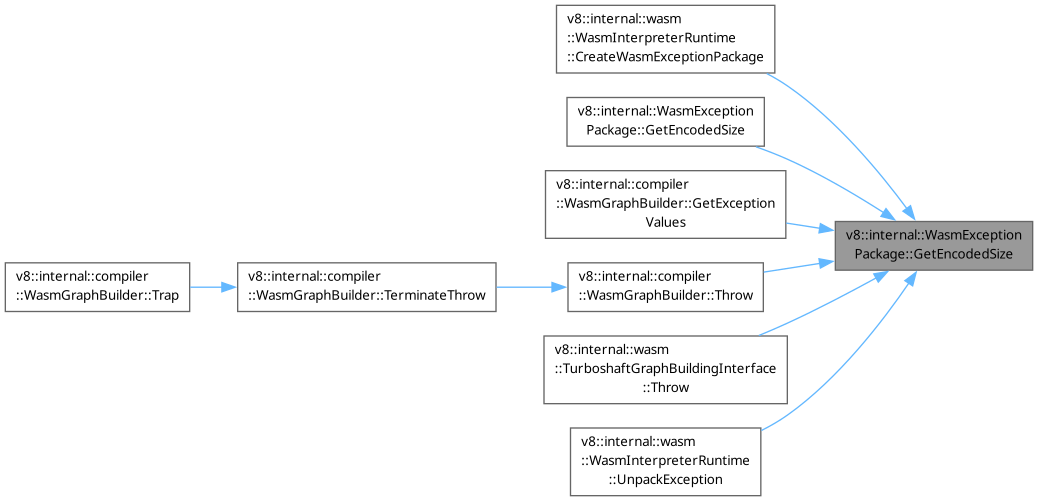 v8::internal::wasm
::WasmInterpreterRuntime
::CreateWasmExceptionPackage
v8::internal::WasmException
Package::GetEncodedSize
v8::internal::compiler
::WasmGraphBuilder::GetException
Values
v8::internal::WasmException
Package::GetEncodedSize
v8::internal::compiler
::WasmGraphBuilder::Trap
v8::internal::compiler
::WasmGraphBuilder::TerminateThrow
v8::internal::compiler
::WasmGraphBuilder::Throw
v8::internal::wasm
::TurboshaftGraphBuildingInterface
::Throw
v8::internal::wasm
::WasmInterpreterRuntime
::UnpackException